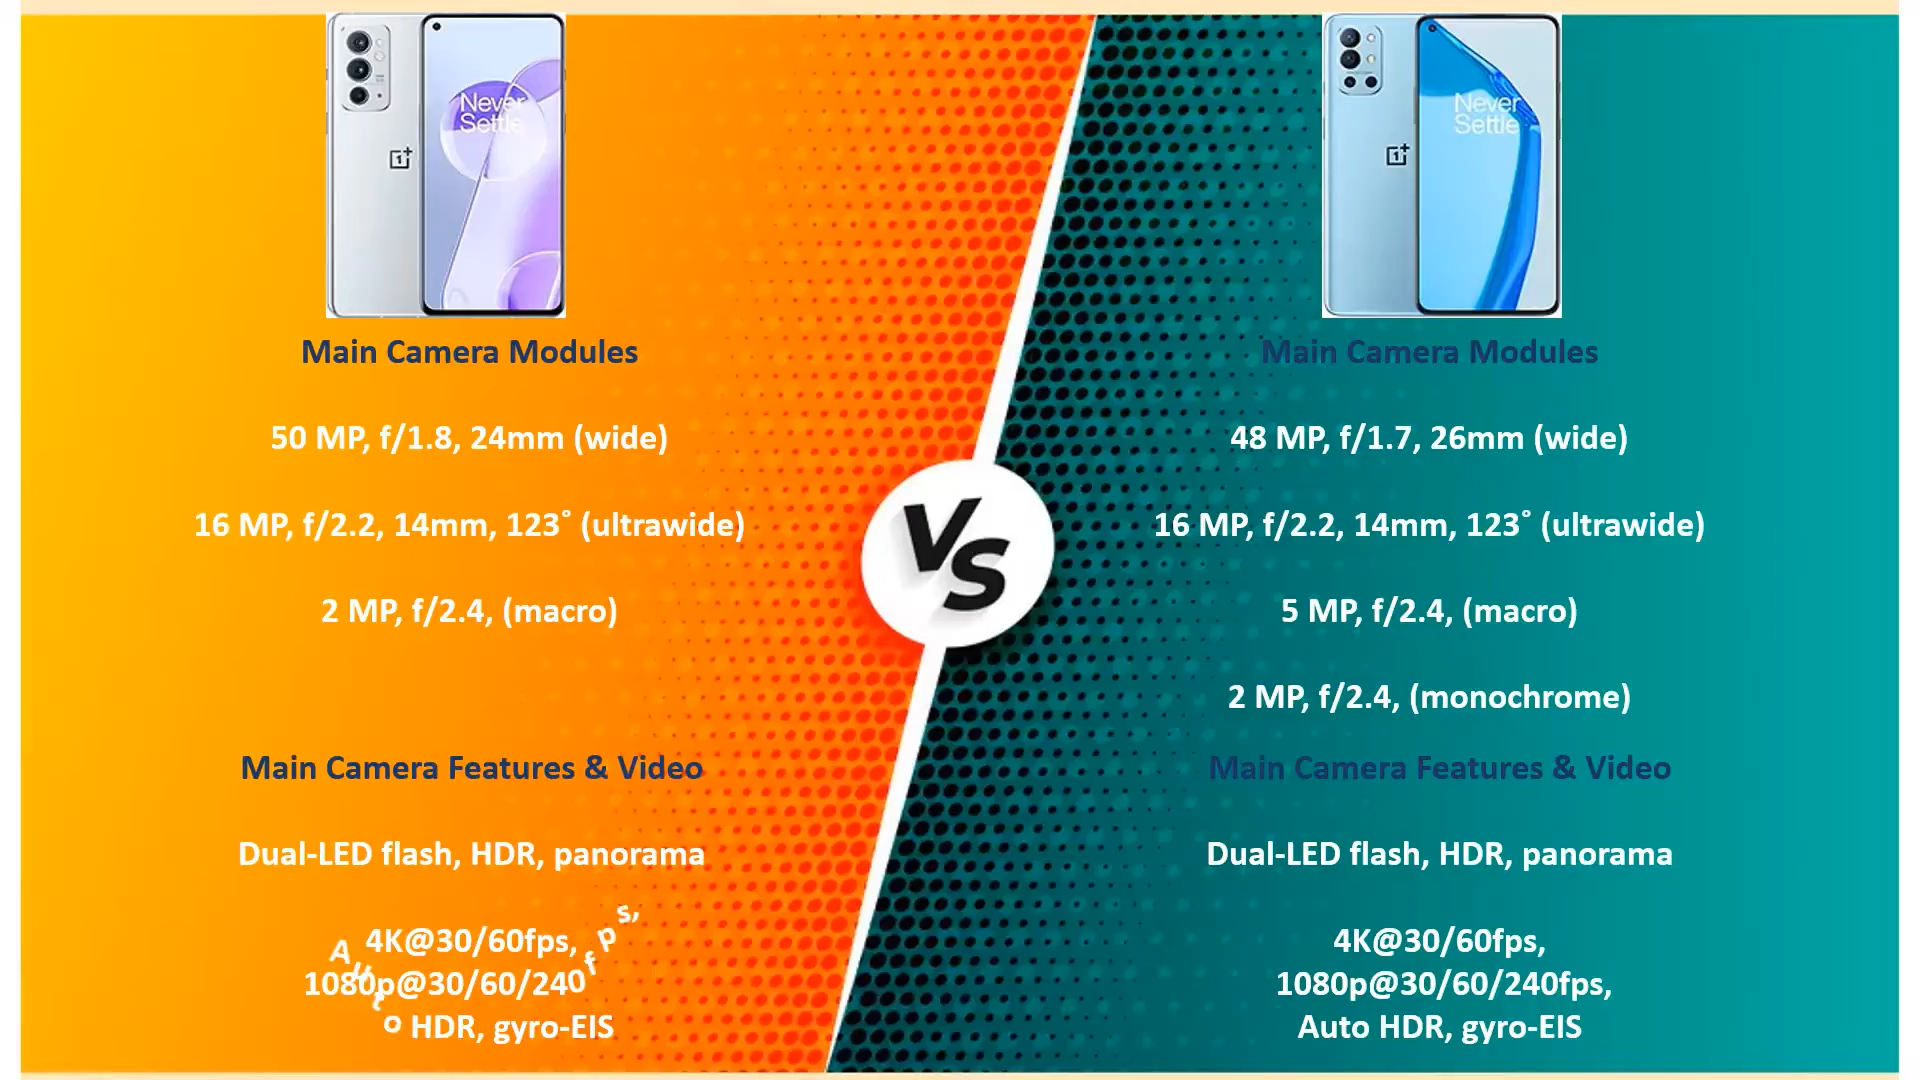 Never
Settle
Main Camera Modules
50 MP, f/1.8, 24mm (wide)
16 MP, f/2.2, 14mm, 123˚ (ultrawide)
2 MP, f/2.4, (macro)
Main Camera Features & Video
Dual-LED flash, HDR, panorama
4K@30/60fps,
1080p@30/60/240fps,
Auto HDR, gyro-EIS
VS
Never
Settle
Main Camera Modules
48 MP, f/1.7, 26mm (wide)
16 MP, f/2.2, 14mm, 123˚ (ultrawide)
5 MP, f/2.4, (macro)
2 MP, f/2.4, (monochrome)
Main Camera Features & Video
Dual-LED flash, HDR, panorama
4K@30/60fps,
1080p@30/60/240fps,
Auto HDR, gyro-EIS